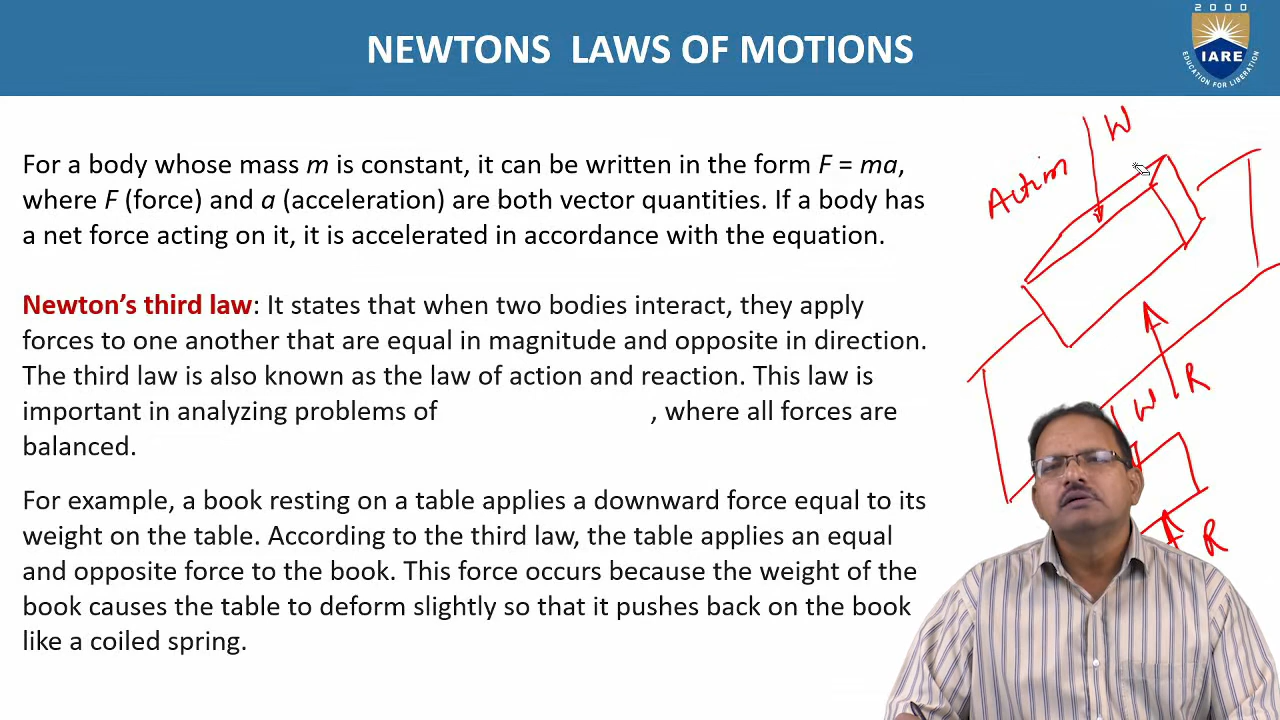 NEWTONS LAWS OF MOTIONS
2000
IARE
EDUCATION FOR LIBERATION
For a body whose mass m is constant, it can be written in the form F = ma,
where F (force) and a (acceleration) are both vector quantities. If a body has
a net force acting on it, it is accelerated in accordance with the equation.
Newton’s third law: It states that when two bodies interact, they apply
forces to one another that are equal in magnitude and opposite in direction.
The third law is also known as the law of action and reaction. This law is
important in analyzing problems of , where all forces are
balanced.
For example, a book resting on a table applies a downward force equal to its
weight on the table. According to the third law, the table applies an equal
and opposite force to the book. This force occurs because the weight of the
book causes the table to deform slightly so that it pushes back on the book
like a coiled spring.
W
Action
R
W
R